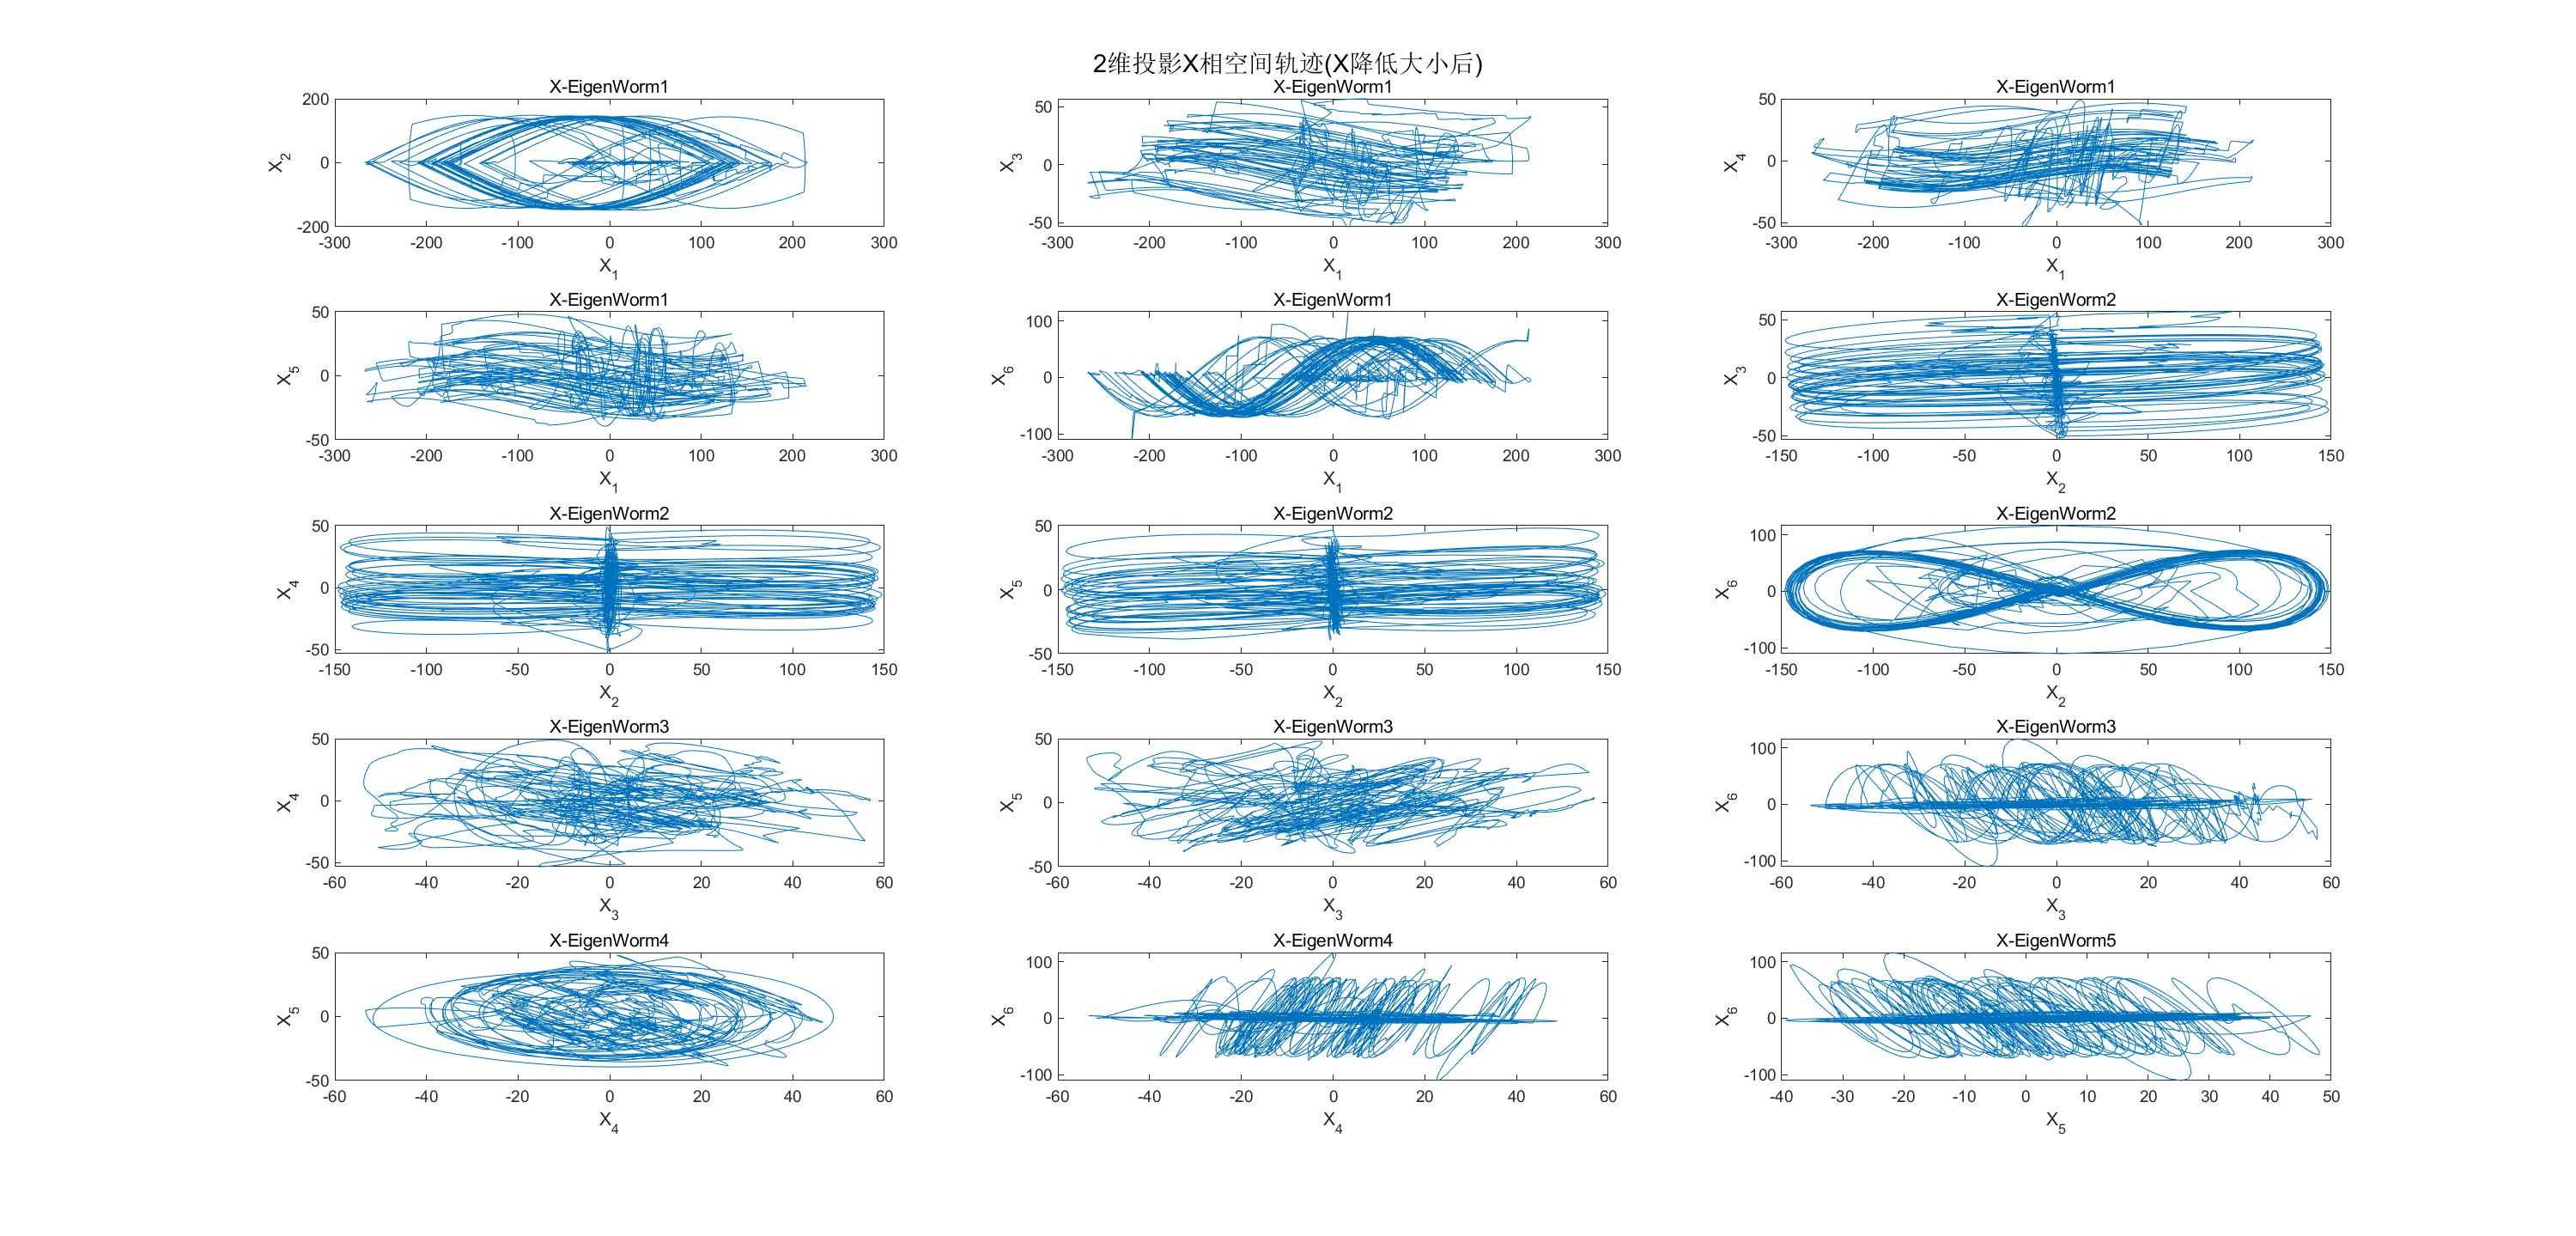 2维投影X相空间轨迹(X降低大小后)
X-EigenWorm1 X-EigenWorm1 X-EigenWorm1
200 50 50
X2 0 X3 0 X4 0
-200 -50 -50
-300 -200 -100 0 100 200 300 -300 -200 -100 0 100 200 300 -300 -200 -100 0 100 200 300
X1 X1 X1
X-EigenWorm1 X-EigenWorm1 X-EigenWorm2
50 100 50
X5 0 X6 0 X3 0
-50 -100 -50
-300 -200 -100 0 100 200 300 -300 -200 -100 0 100 200 300 -150 -100 -50 0 50 100 150
X1 X1 X2
X-EigenWorm2 X-EigenWorm2 X-EigenWorm2
50 50 100
X4 0 X5 0 X6 0
-50 -50 -100
-150 -100 -50 0 50 100 150 -150 -100 -50 0 50 100 150 -150 -100 -50 0 50 100 150
X2 X2 X2
X-EigenWorm3 X-EigenWorm3 X-EigenWorm3
50 50 100
X4 0 X5 0 X6 0
-50 -50 -100
-60 -40 -20 0 20 40 60 -60 -40 -20 0 20 40 60 -60 -40 -20 0 20 40 60
X3 X3 X3
X-EigenWorm4 X-EigenWorm4 X-EigenWorm5
50 100 100
X5 0 X6 0 X6 0
-50 -100 -100
-60 -40 -20 0 20 40 60 -60 -40 -20 0 20 40 60 -40 -30 -20 -10 0 10 20 30 40 50
X4 X4 X5